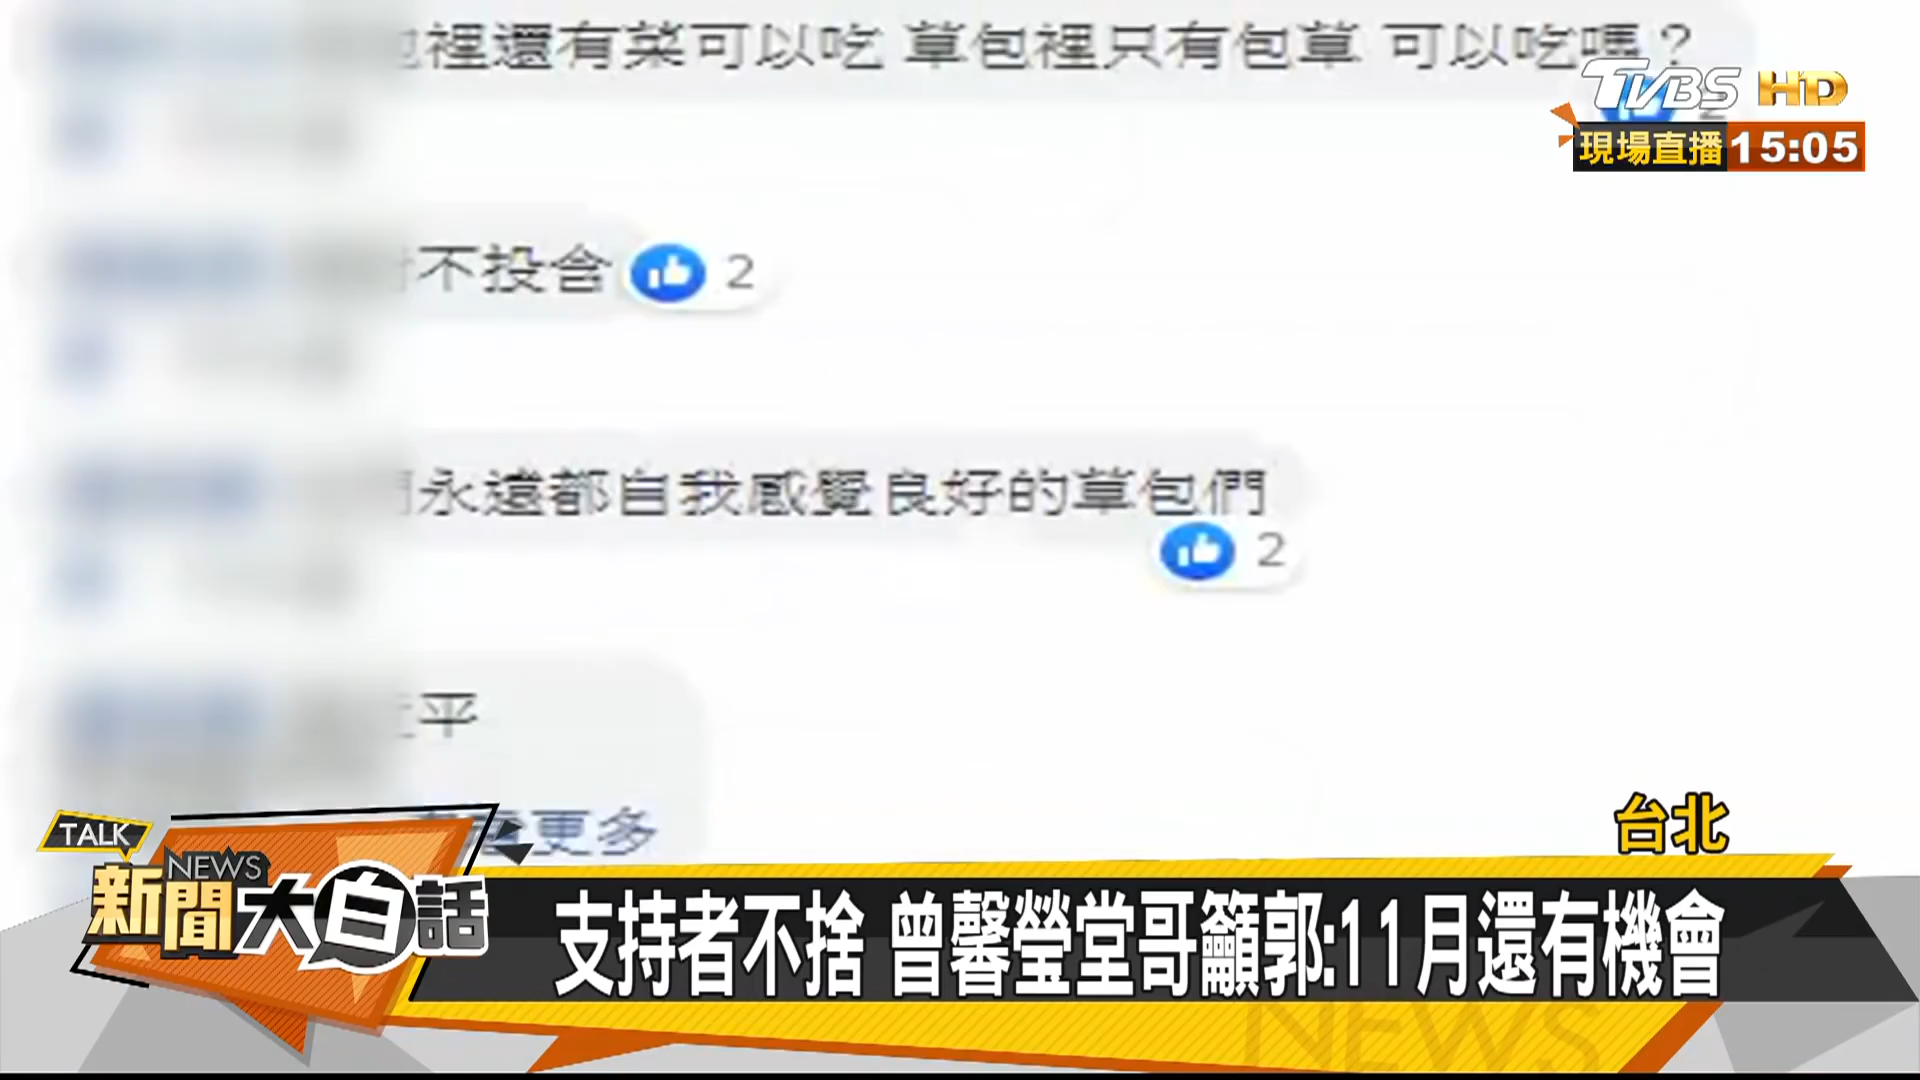 裡還有菜可以吃 草包裡只有包草 可以吃嗎？
TVBS HD
2
現場直播 15:05
不投含 2
永遠都自我感覺良好的草包們
2
平
更多
台北
TALK
NEWS
新聞大白話
支持者不捨 曾馨瑩堂哥籲郭:11月還有機會
NEWS